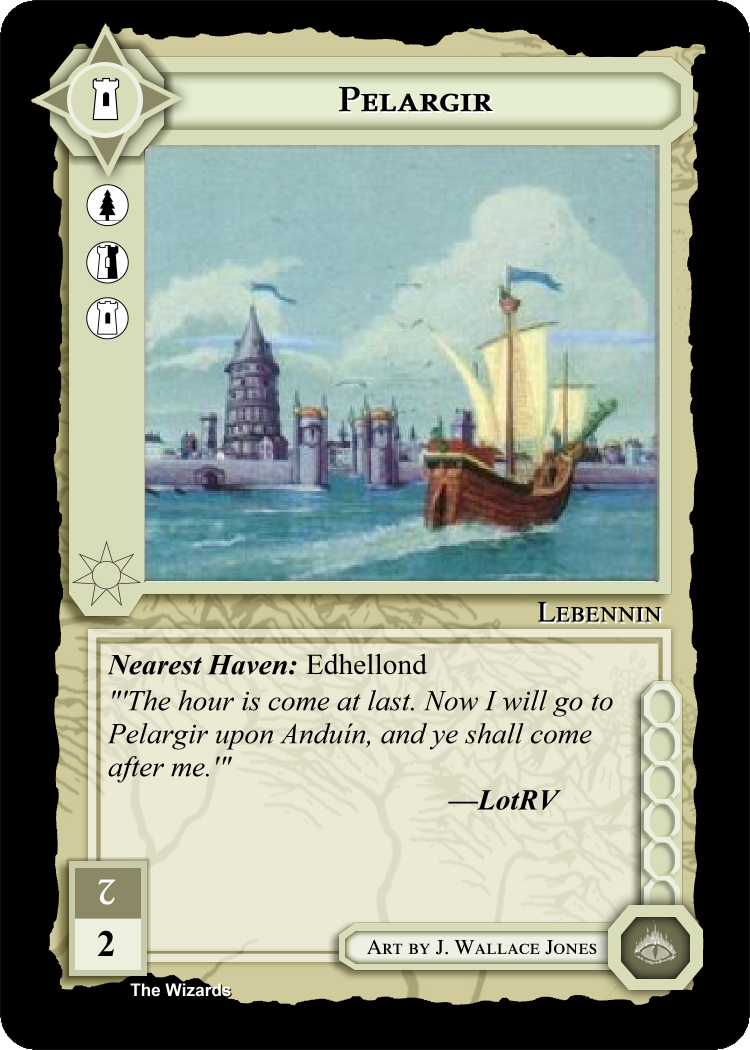 Pelargir
Lebennin
Nearest Haven: Edhellond
"'The hour is come at last. Now I will go to
Pelargir upon Anduín, and ye shall come
after me.'"
—LotRV
2
2
Art by J. Wallace Jones
The Wizards